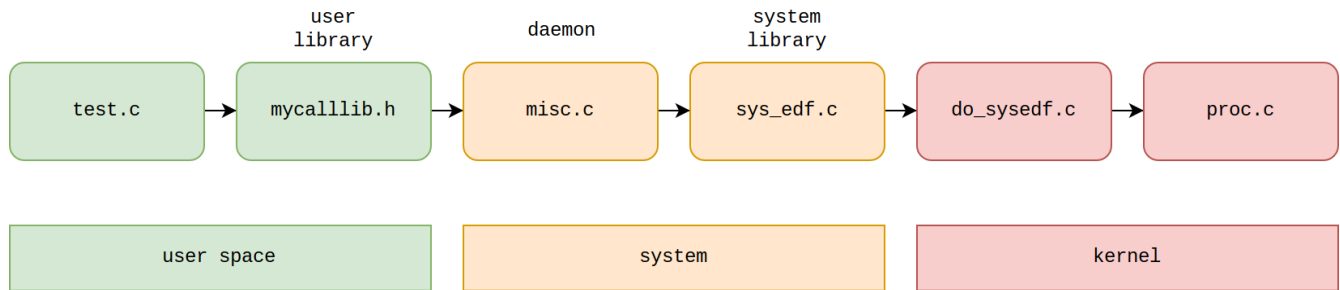 user
library
daemon
system
library
test.c
mycalllib.h
misc.c
sys_edf.c
do_sysedf.c
proc.c
user space
system
kernel